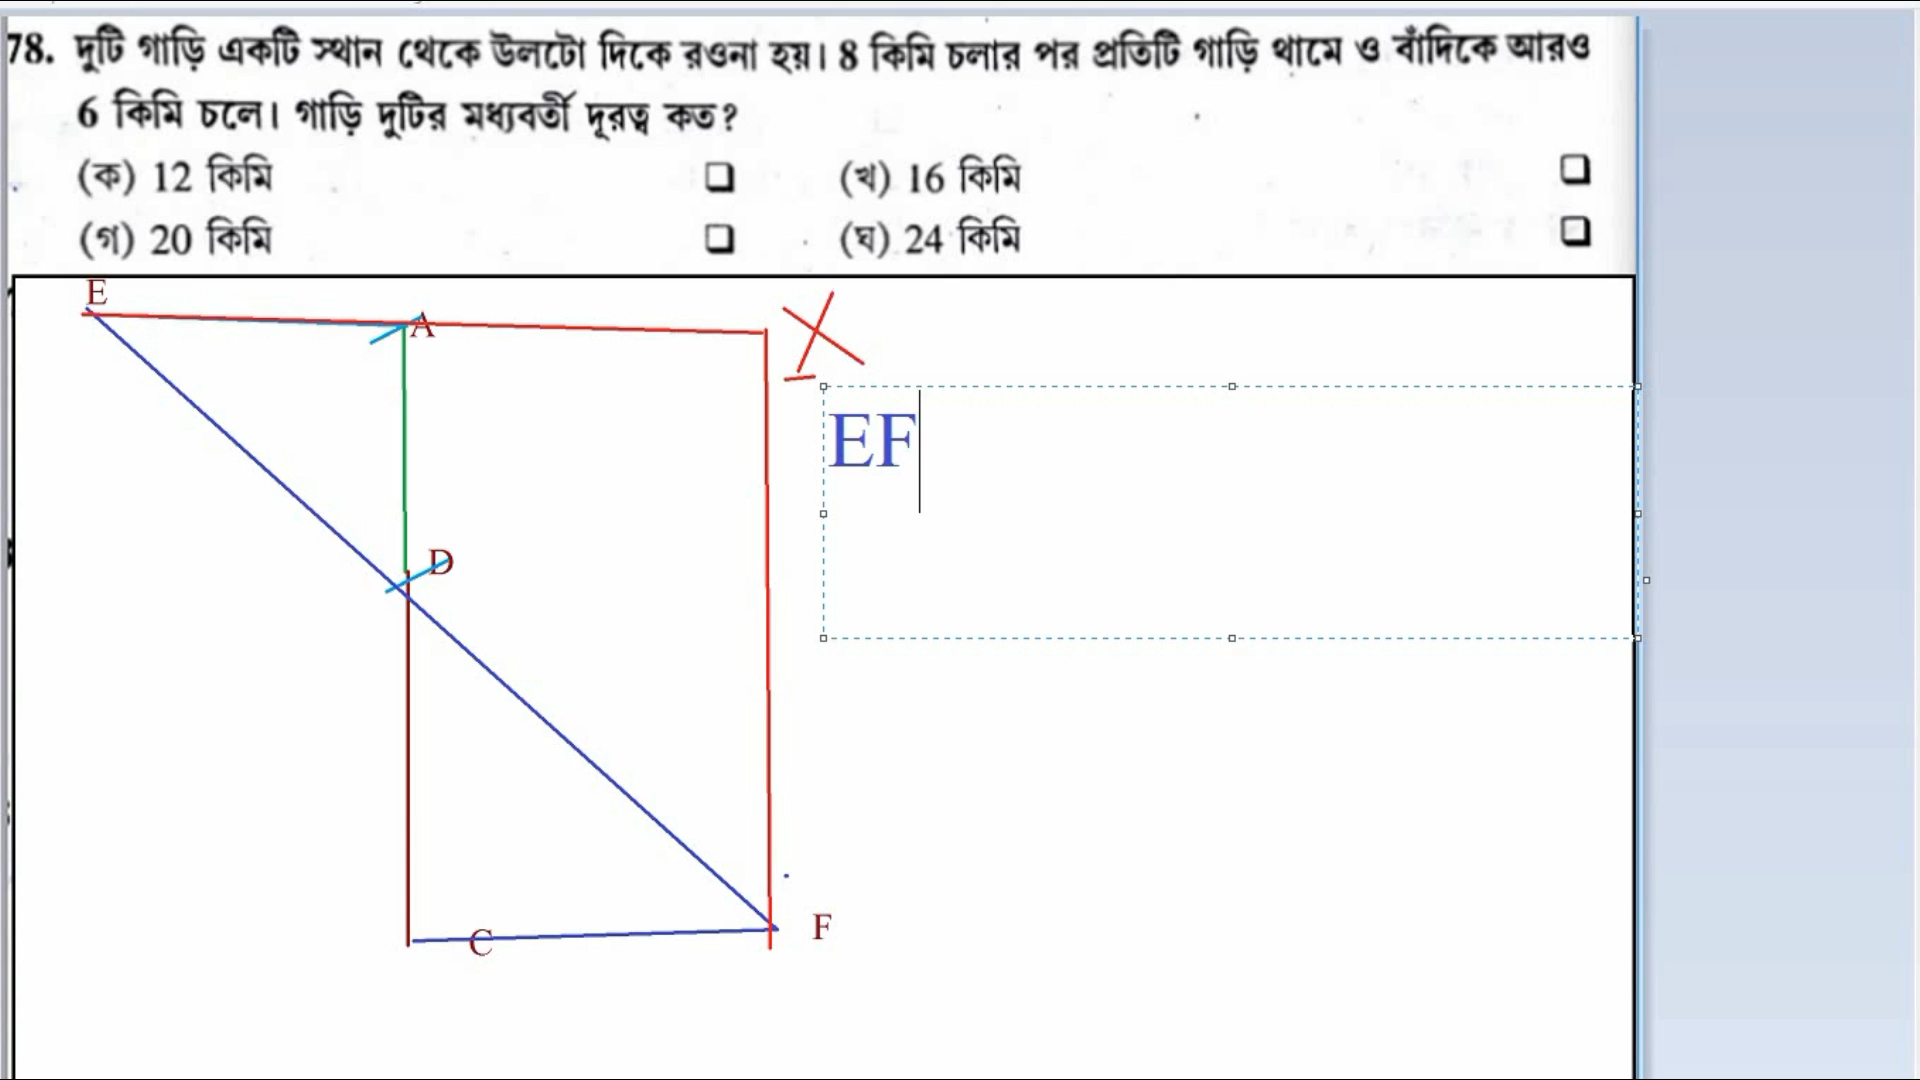 78. দুটি গাড়ি একটি স্থান থেকে উলটো দিকে রওনা হয়। 8 কিমি চলার পর প্রতিটি গাড়ি থামে ও বাঁদিকে আরও
6 কিমি চলে। গাড়ি দুটির মধ্যবর্তী দূরত্ব কত?
(ক) 12 কিমি (খ) 16 কিমি
(গ) 20 কিমি (ঘ) 24 কিমি
E
A
X
EF
D
F
C